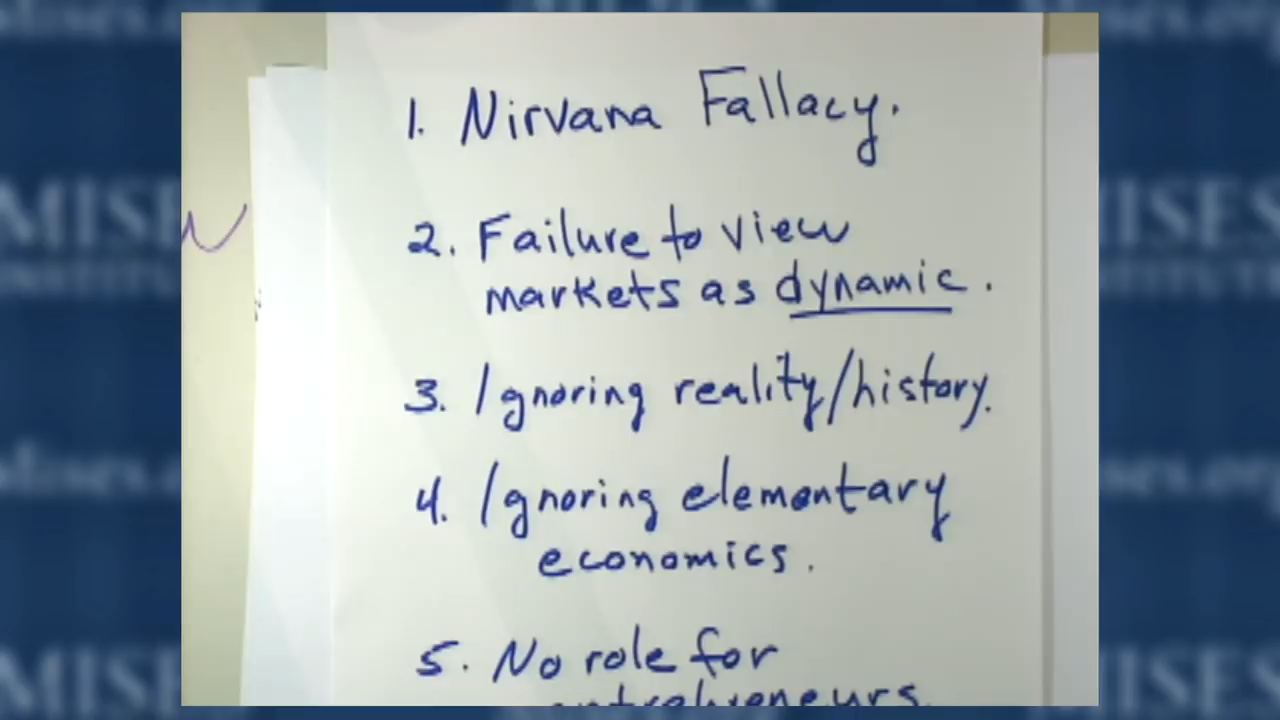 1. Nirvana Fallacy.
2. Failure to view
markets as dynamic.
3. Ignoring reality/history.
4. Ignoring elementary
economics.
5. No role for
entrepreneurs.